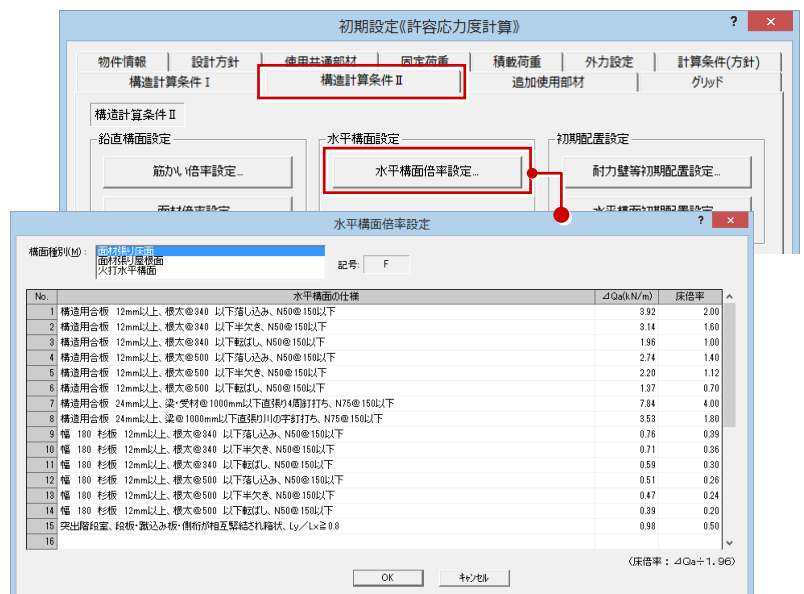 初期設定《許容応力度計算》
? ×
物件情報 設計方針 使用共通部材 固定荷重 積載荷重 外力設定 計算条件(方針)
構造計算条件Ⅰ 構造計算条件Ⅱ 追加使用部材 グリッド
構造計算条件Ⅱ
鉛直構面設定 水平構面設定 初期配置設定
筋かい倍率設定... 水平構面倍率設定... 耐力壁等初期配置設定...
面材倍率設定 水平構面初期配置設定
水平構面倍率設定
? ×
構面種別(M): 面材張り床面
面材張り屋根面
火打水平構面
記号: F
No. 水平構面の仕様 ⊿Qa(kN/m) 床倍率
1 構造用合板 12mm以上、根太@340 以下落し込み、N50@150以下 3.92 2.00
2 構造用合板 12mm以上、根太@340 以下半欠き、N50@150以下 3.14 1.60
3 構造用合板 12mm以上、根太@340 以下転ばし、N50@150以下 1.96 1.00
4 構造用合板 12mm以上、根太@500 以下落し込み、N50@150以下 2.74 1.40
5 構造用合板 12mm以上、根太@500 以下半欠き、N50@150以下 2.20 1.12
6 構造用合板 12mm以上、根太@500 以下転ばし、N50@150以下 1.37 0.70
7 構造用合板 24mm以上、梁・受材@1000mm以下直張り4周釘打ち、N75@150以下 7.84 4.00
8 構造用合板 24mm以上、梁@1000mm以下直張り川の字釘打ち、N75@150以下 3.53 1.80
9 幅 180 杉板 12mm以上、根太@340 以下落し込み、N50@150以下 0.76 0.39
10 幅 180 杉板 12mm以上、根太@340 以下半欠き、N50@150以下 0.71 0.36
11 幅 180 杉板 12mm以上、根太@340 以下転ばし、N50@150以下 0.59 0.30
12 幅 180 杉板 12mm以上、根太@500 以下落し込み、N50@150以下 0.51 0.26
13 幅 180 杉板 12mm以上、根太@500 以下半欠き、N50@150以下 0.47 0.24
14 幅 180 杉板 12mm以上、根太@500 以下転ばし、N50@150以下 0.39 0.20
15 突出階段室、段板・蹴込み板・側桁が相互緊結され箱状、Ly/Lx≧0.8 0.98 0.50
16
(床倍率:⊿Qa÷1.96)
OK キャンセル